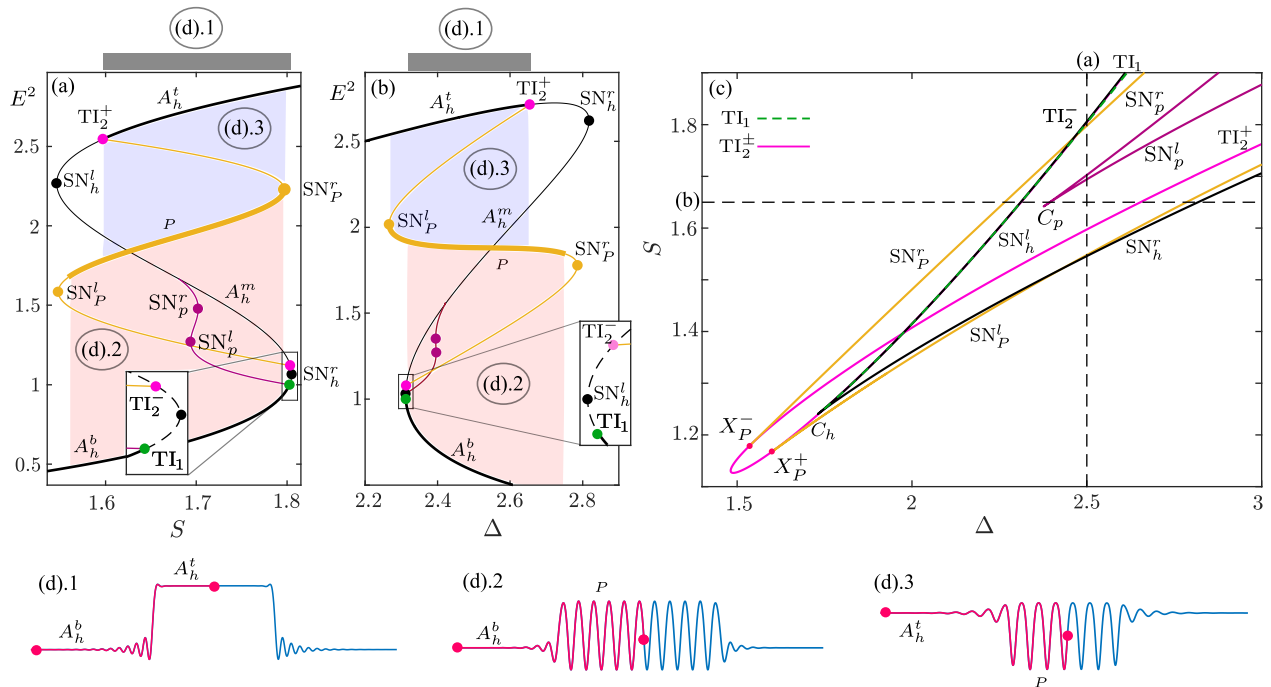 (d).1
(d).1
(a)
E²
A_h^t
TI_2^+
(d).3
SN_h^l
SN_P^r
P
A_h^m
SN_P^l
SN_p^r
SN_p^l
(d).2
SN_h^r
TI_2^-
TI_1
A_h^b
2.5
2
1.5
1
0.5
1.6
1.7
1.8
S
(b)
E²
A_h^t
TI_2^+
SN_h^r
(d).3
A_h^m
SN_P^l
P
SN_P^r
TI_2^-
SN_h^l
TI_1
(d).2
A_h^b
2.5
2
1.5
1
2.2
2.4
2.6
2.8
Δ
(a)
(c)
TI_1
TI_1
TI_2^±
TI_2^-
SN_p^r
SN_p^l
TI_2^+
(b)
C_p
SN_P^r
SN_h^l
SN_h^r
SN_P^l
X_P^-
C_h
X_P^+
1.8
1.6
1.4
1.2
S
1.5
2
2.5
3
Δ
(d).1
A_h^t
A_h^b
(d).2
P
A_h^b
(d).3
A_h^t
P